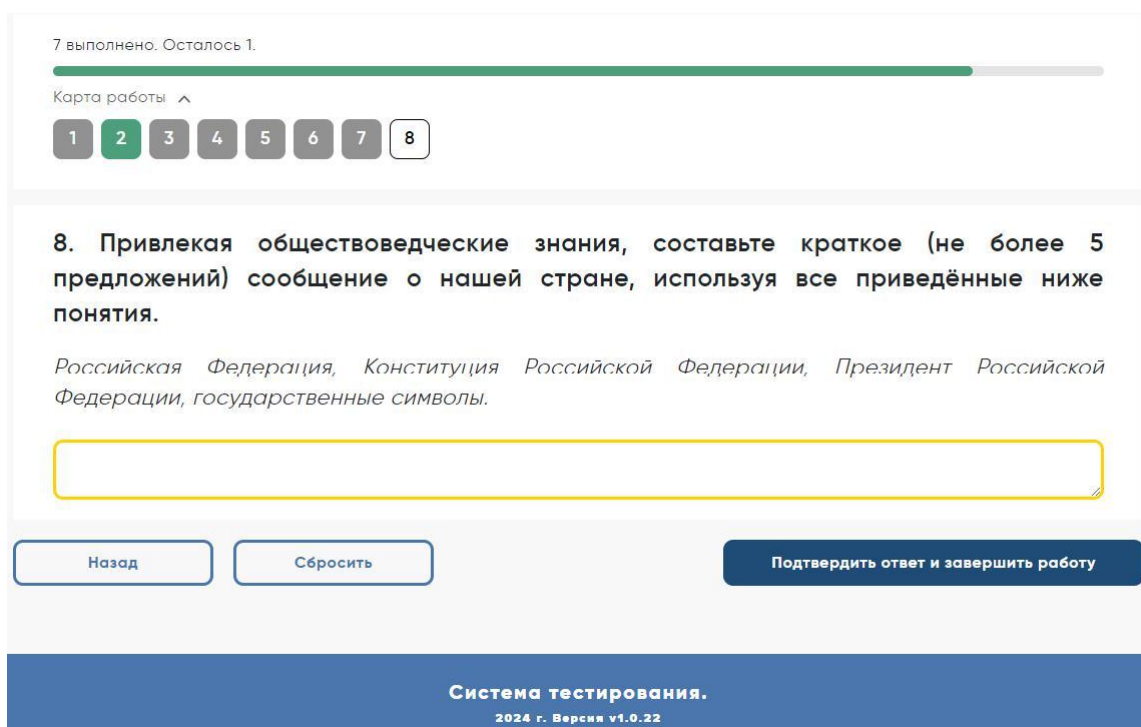 7 выполнено. Осталось 1.
Карта работы
1 2 3 4 5 6 7 8
8. Привлекая обществоведческие знания, составьте краткое (не более 5
предложений) сообщение о нашей стране, используя все приведённые ниже
понятия.
Российская Федерация, Конституция Российской Федерации, Президент Российской
Федерации, государственные символы.
Назад Сбросить Подтвердить ответ и завершить работу
Система тестирования.
2024 г. Версия v1.0.22